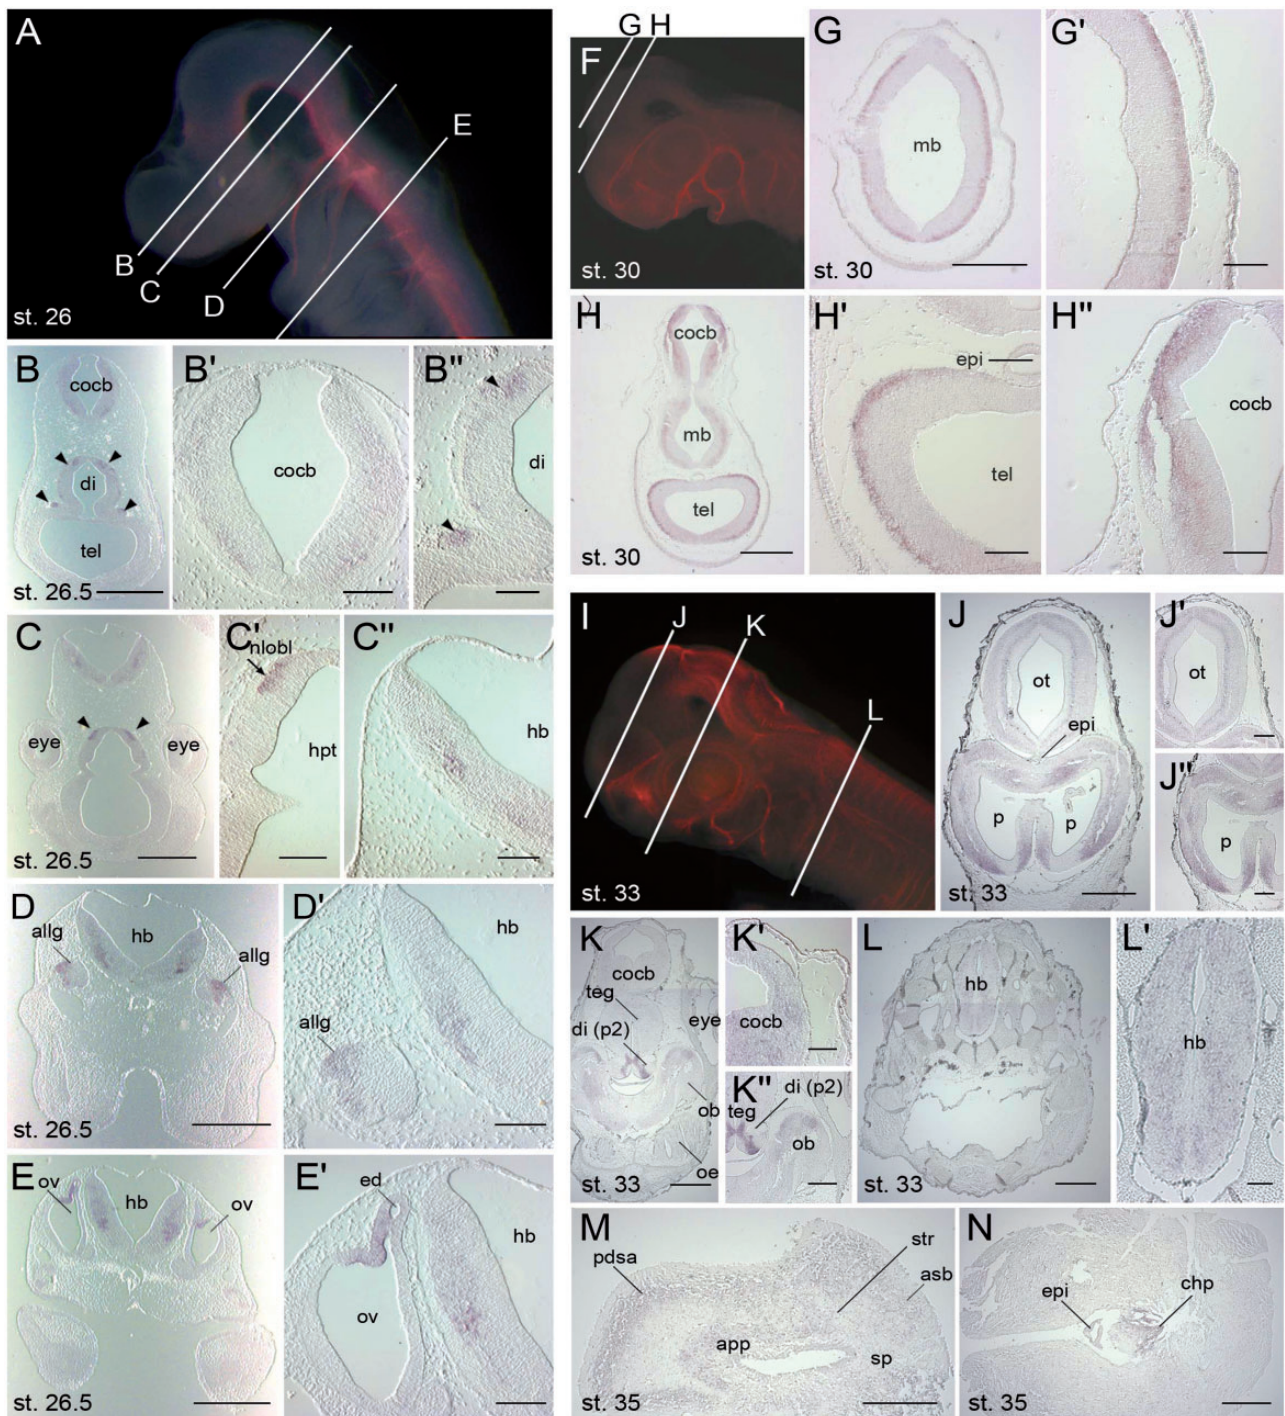 A
B
C
D
E
st. 26
B
cocb
di
tel
st. 26.5
B'
cocb
B"
di
C
eye
eye
st. 26.5
C'
nlobl
hpt
C"
hb
D
hb
allg
allg
st. 26.5
D'
hb
allg
E
ov
hb
ov
st. 26.5
E'
ed
hb
ov
G H
F
st. 30
G
mb
st. 30
G'
H
cocb
mb
tel
st. 30
H'
epi
tel
H"
cocb
I
J
K
L
st. 33
J
ot
epi
p
p
st. 33
J'
ot
J"
p
K
cocb
teg
eye
di (p2)
ob
oe
st. 33
K'
cocb
K"
di (p2)
teg
ob
L
hb
st. 33
L'
hb
M
pdsa
str
asb
app
sp
st. 35
N
epi
chp
st. 35